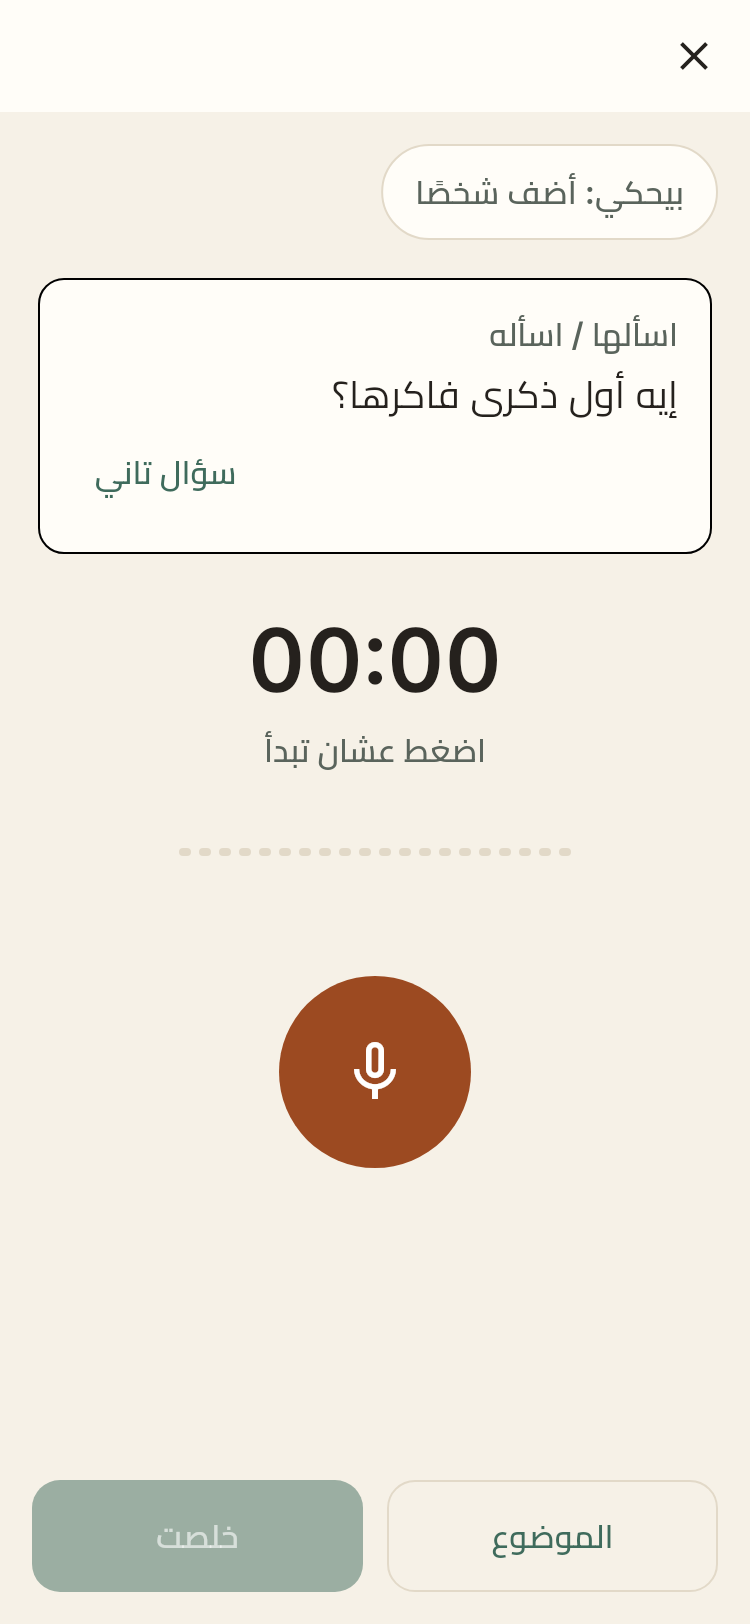 بيحكي: أضف شخصًا
اسألها / اسأله
إيه أول ذكرى فاكرها؟
سؤال تاني
00:00
اضغط عشان تبدأ
الموضوع
خلصت